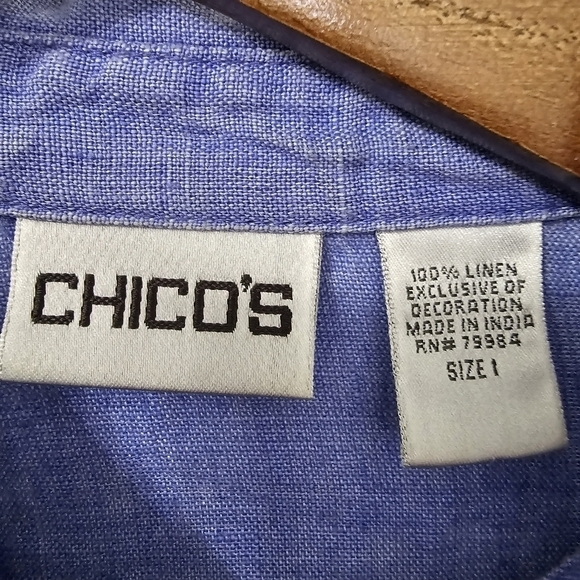 CHICO'S
100% LINEN
EXCLUSIVE OF
DECORATION
MADE IN INDIA
RN# 79984
SIZE 1